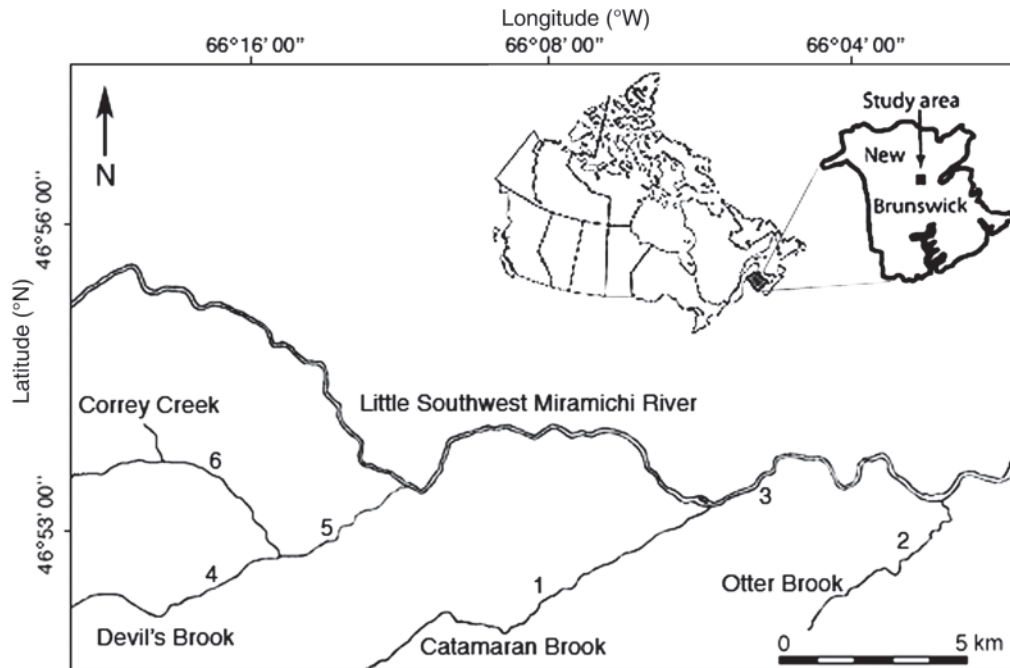 Longitude (°W)
66°16' 00"
66°08' 00"
66°04' 00"
N
Study area
New
Brunswick
46°56' 00"
Latitude (°N)
46°53' 00"
Correy Creek
Little Southwest Miramichi River
6
3
5
4
1
2
Otter Brook
Devil's Brook
Catamaran Brook
0
5 km